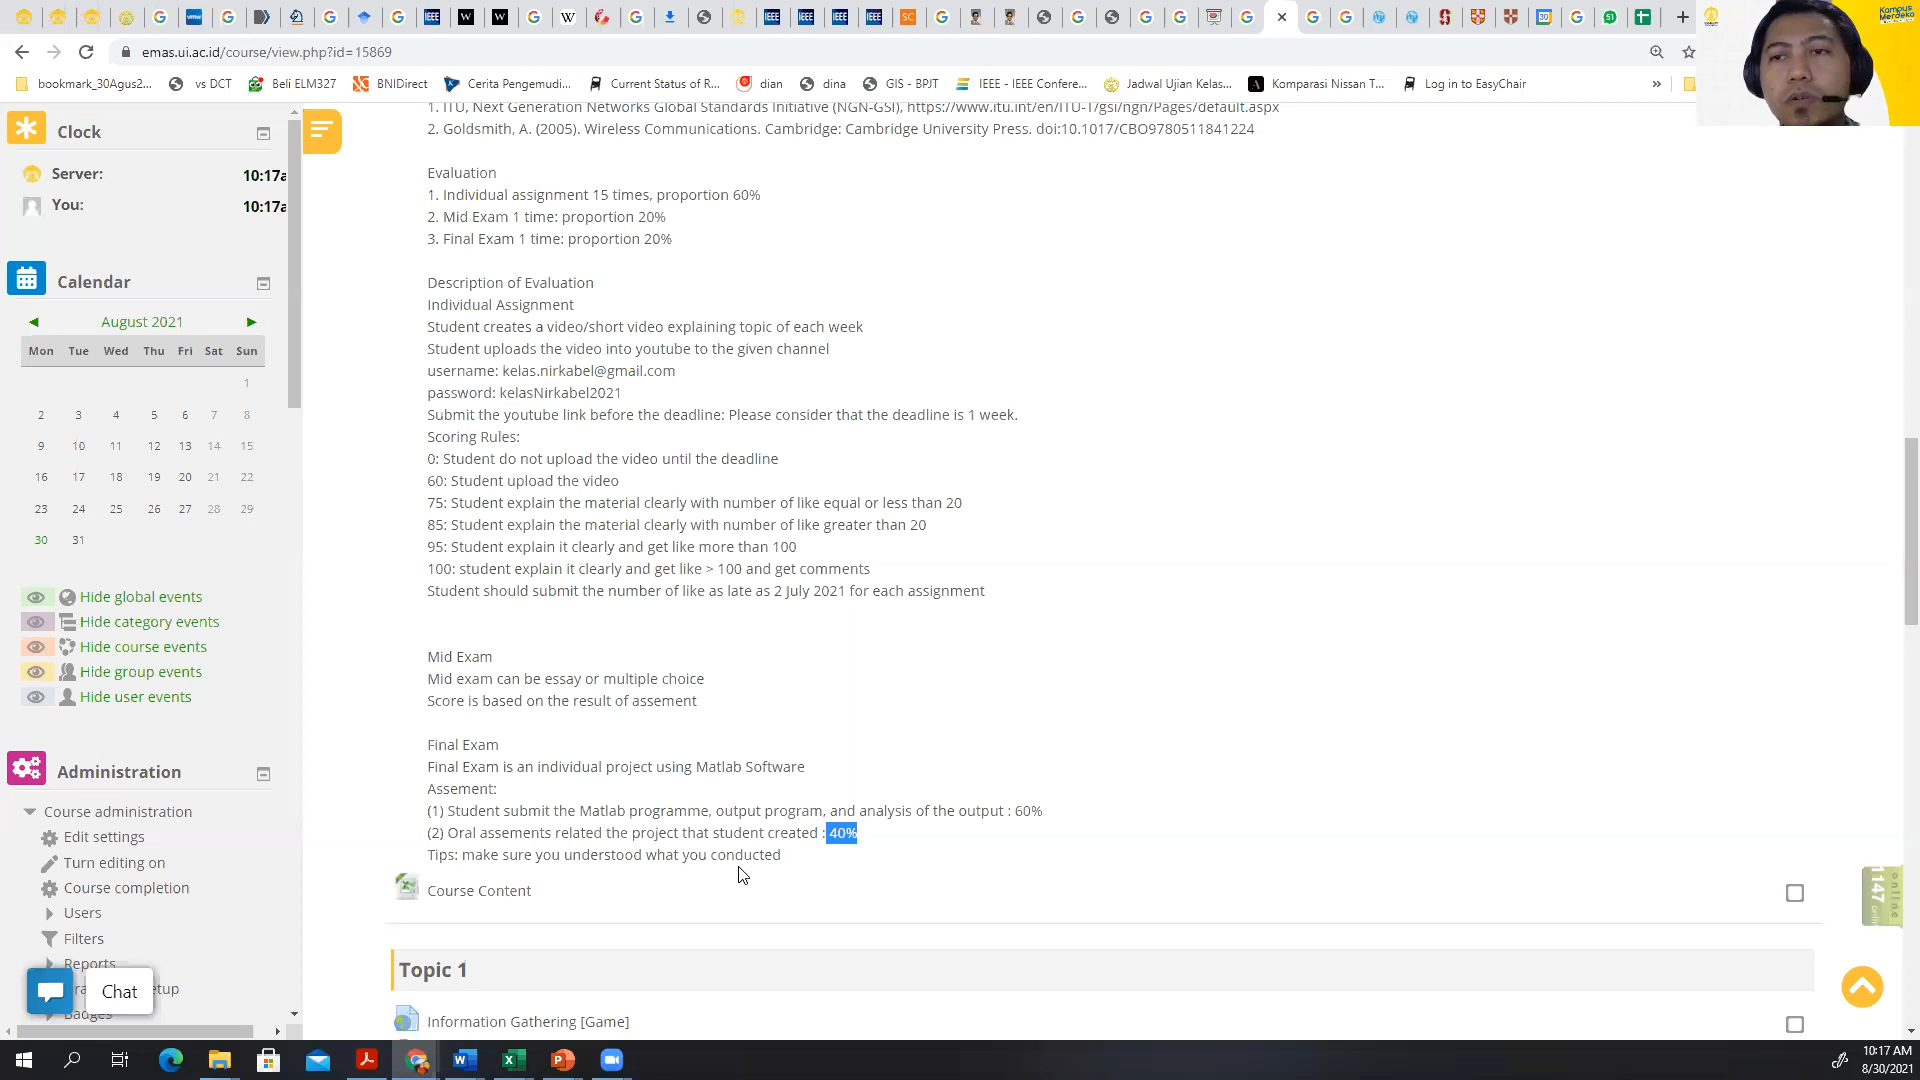 emas.ui.ac.id/course/view.php?id=15869
Kampus
Merdeka
bookmark_30Agus2...
vs DCT
Beli ELM327
BNIDirect
Cerita Pengemudi...
Current Status of R...
dian
dina
GIS - BPJT
IEEE - IEEE Confere...
Jadwal Ujian Kelas...
Komparasi Nissan T...
Log in to EasyChair
»
Clock
Server: 10:17a
You: 10:17a
Calendar
August 2021
Mon Tue Wed Thu Fri Sat Sun
1
2 3 4 5 6 7 8
9 10 11 12 13 14 15
16 17 18 19 20 21 22
23 24 25 26 27 28 29
30 31
Hide global events
Hide category events
Hide course events
Hide group events
Hide user events
Administration
Course administration
Edit settings
Turn editing on
Course completion
Users
Filters
Reports
etup
Badges
Chat
1. ITU, Next Generation Networks Global Standards Initiative (NGN-GSI), https://www.itu.int/en/ITU-T/gsi/ngn/Pages/default.aspx
2. Goldsmith, A. (2005). Wireless Communications. Cambridge: Cambridge University Press. doi:10.1017/CBO9780511841224
Evaluation
1. Individual assignment 15 times, proportion 60%
2. Mid Exam 1 time: proportion 20%
3. Final Exam 1 time: proportion 20%
Description of Evaluation
Individual Assignment
Student creates a video/short video explaining topic of each week
Student uploads the video into youtube to the given channel
username: kelas.nirkabel@gmail.com
password: kelasNirkabel2021
Submit the youtube link before the deadline: Please consider that the deadline is 1 week.
Scoring Rules:
0: Student do not upload the video until the deadline
60: Student upload the video
75: Student explain the material clearly with number of like equal or less than 20
85: Student explain the material clearly with number of like greater than 20
95: Student explain it clearly and get like more than 100
100: student explain it clearly and get like > 100 and get comments
Student should submit the number of like as late as 2 July 2021 for each assignment
Mid Exam
Mid exam can be essay or multiple choice
Score is based on the result of assement
Final Exam
Final Exam is an individual project using Matlab Software
Assement:
(1) Student submit the Matlab programme, output program, and analysis of the output : 60%
(2) Oral assements related the project that student created : 40%
Tips: make sure you understood what you conducted
Course Content
Topic 1
Information Gathering [Game]
1147 online
10:17 AM
8/30/2021